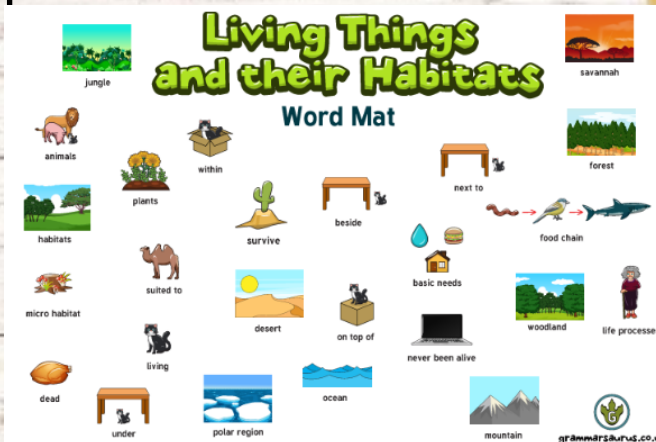 Living Things
and their Habitats
Word Mat
jungle
savannah
animals
within
plants
next to
forest
habitats
survive
beside
food chain
suited to
basic needs
micro habitat
desert
on top of
woodland
life processe
living
never been alive
dead
ocean
under
polar region
mountain
grammarsaurus.co.u